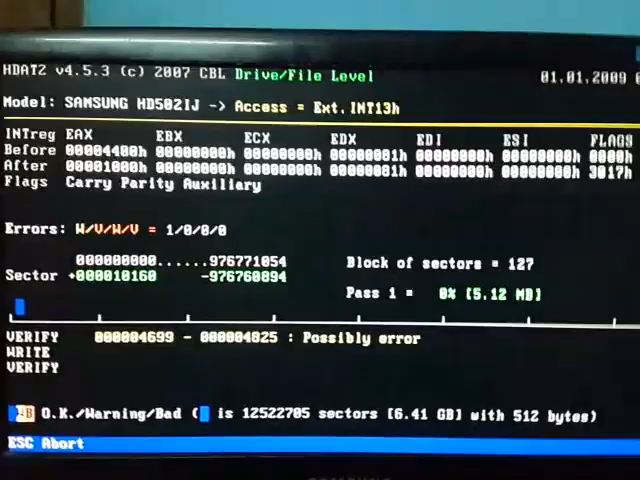 HDAT2 v4.5.3 (c) 2007 CBL Drive/File Level 01.01.2009
Model: SAMSUNG HD502IJ -> Access = Ext.INT13h
INTreg EAX EBX ECX EDX EDI ESI FLAGS
Before 00004400h 00000000h 00000000h 00000081h 00000000h 00000000h 0000h
After 00001000h 00000000h 00000000h 00000081h 00000000h 00000000h 3017h
Flags Carry Parity Auxiliary
Errors: W/V/W/V = 1/0/0/0
000000000......976771054 Block of sectors = 127
Sector +000010160 -976760894
Pass 1 = 0% [5.12 MB]
VERIFY 000004699 - 000004825 : Possibly error
WRITE
VERIFY
WB O.K./Warning/Bad ( is 12522705 sectors [6.41 GB] with 512 bytes)
ESC Abort